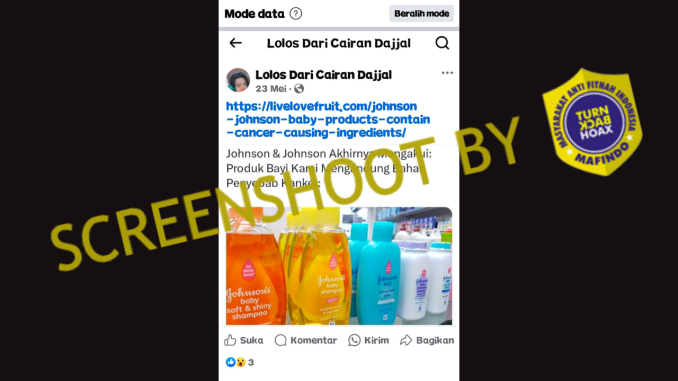 Mode data
Beralih mode
Lolos Dari Cairan Dajjal
Lolos Dari Cairan Dajjal
23 Mei
https://livelovefruit.com/johnson
-johnson-baby-products-contain
-cancer-causing-ingredients/
Johnson & Johnson Akhirnya Mengakui:
Produk Bayi Kami Mengandung Bahan
Penyebab Kanker:
SCREENSHOOT BY
MASYARAKAT ANTI FITNAH INDONESIA
TURN
BACK
HOAX
MAFINDO
Johnson's
baby
soft & shiny
shampoo
Johnson's
baby
shampoo
Suka
Komentar
Kirim
Bagikan
3